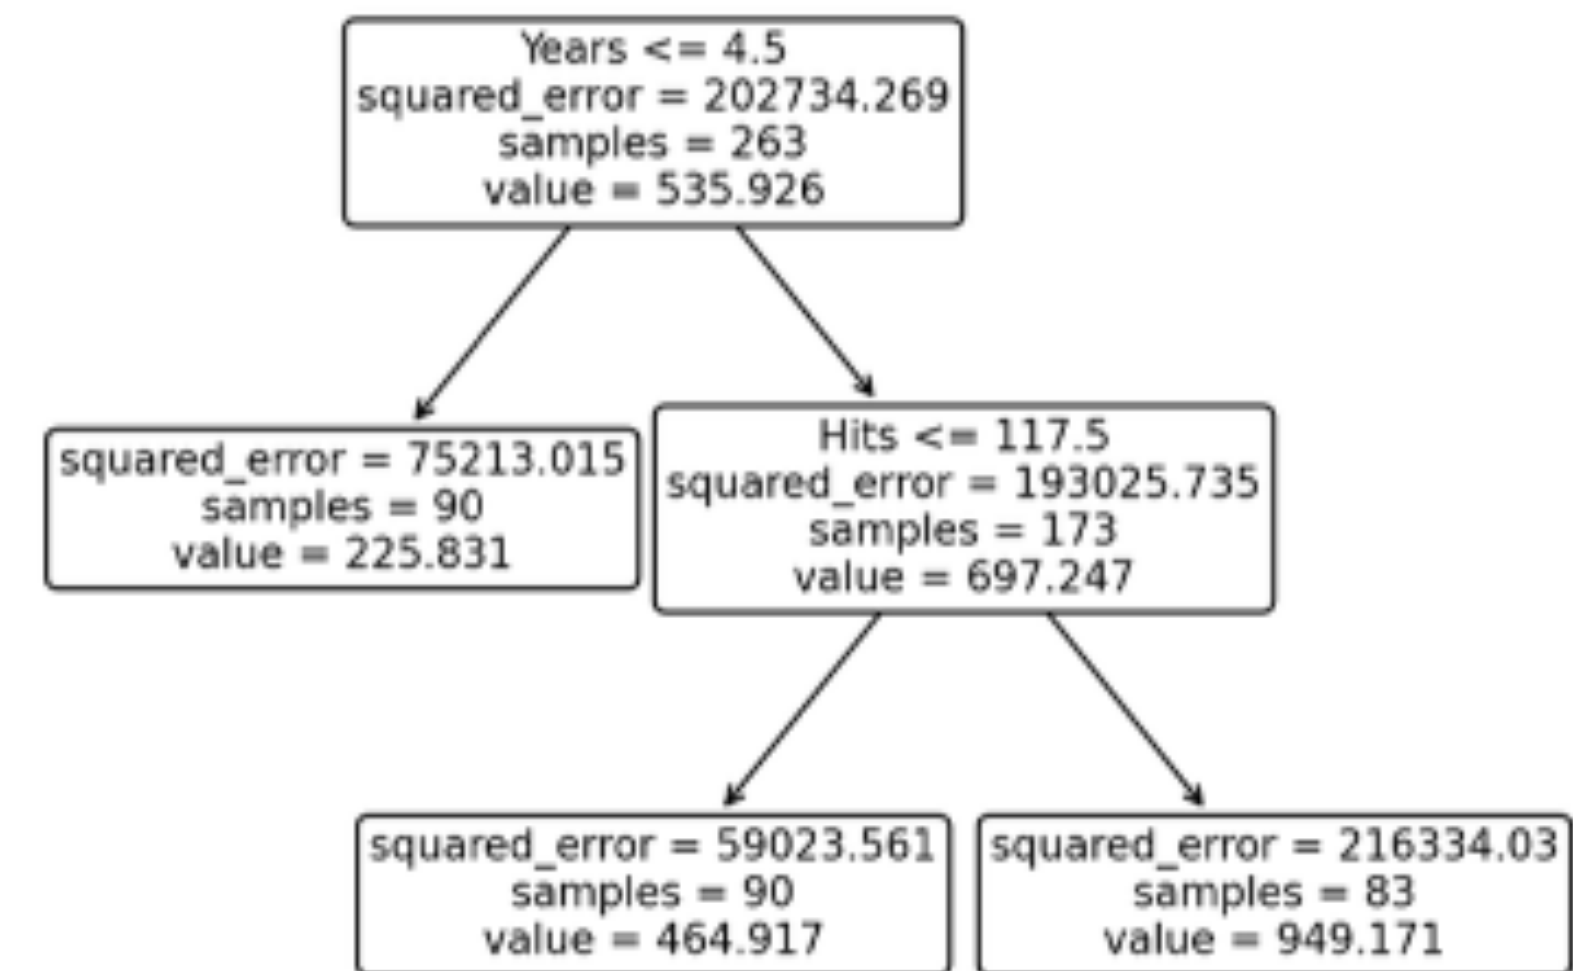 Years <= 4.5
squared_error = 202734.269
samples = 263
value = 535.926
squared_error = 75213.015
samples = 90
value = 225.831
Hits <= 117.5
squared_error = 193025.735
samples = 173
value = 697.247
squared_error = 59023.561
samples = 90
value = 464.917
squared_error = 216334.03
samples = 83
value = 949.171